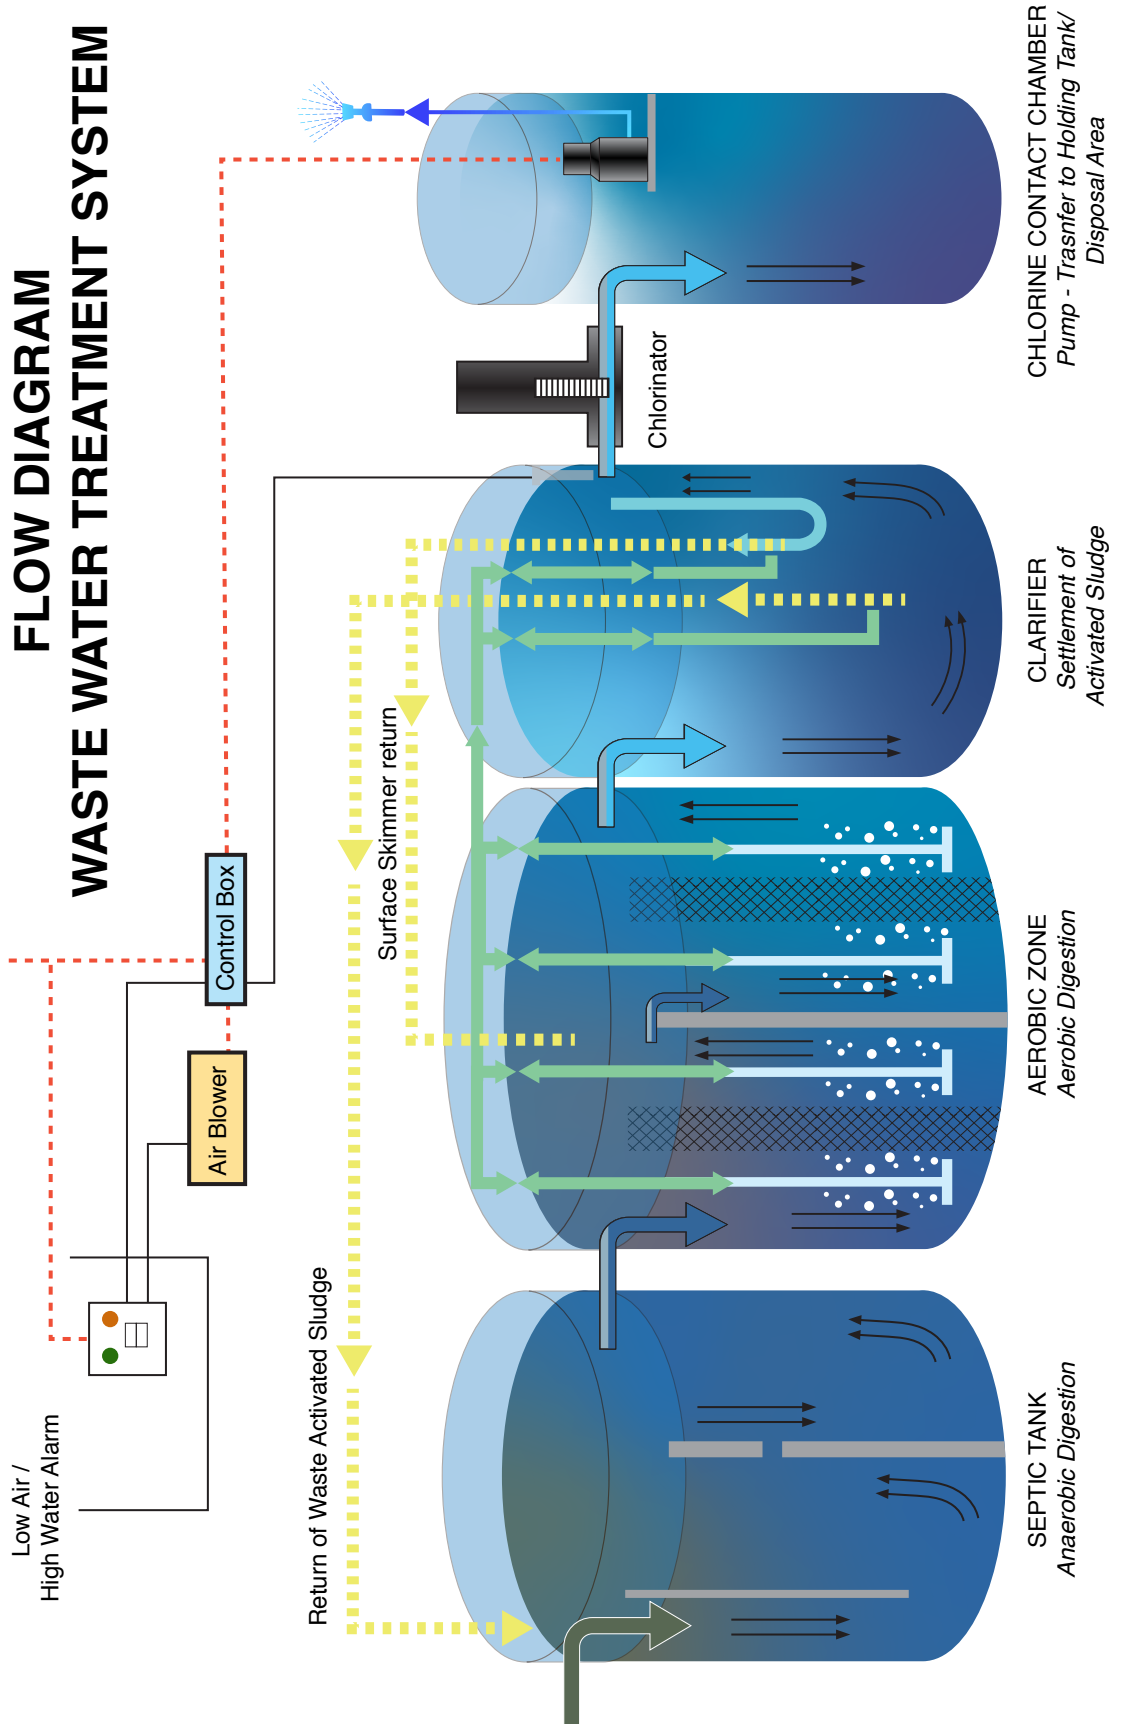 FLOW DIAGRAM
WASTE WATER TREATMENT SYSTEM
Low Air /
High Water Alarm
Air Blower
Control Box
Return of Waste Activated Sludge
Surface Skimmer return
Chlorinator
SEPTIC TANK
Anaerobic Digestion
AEROBIC ZONE
Aerobic Digestion
CLARIFIER
Settlement of
Activated Sludge
CHLORINE CONTACT CHAMBER
Pump - Trasnfer to Holding Tank/
Disposal Area